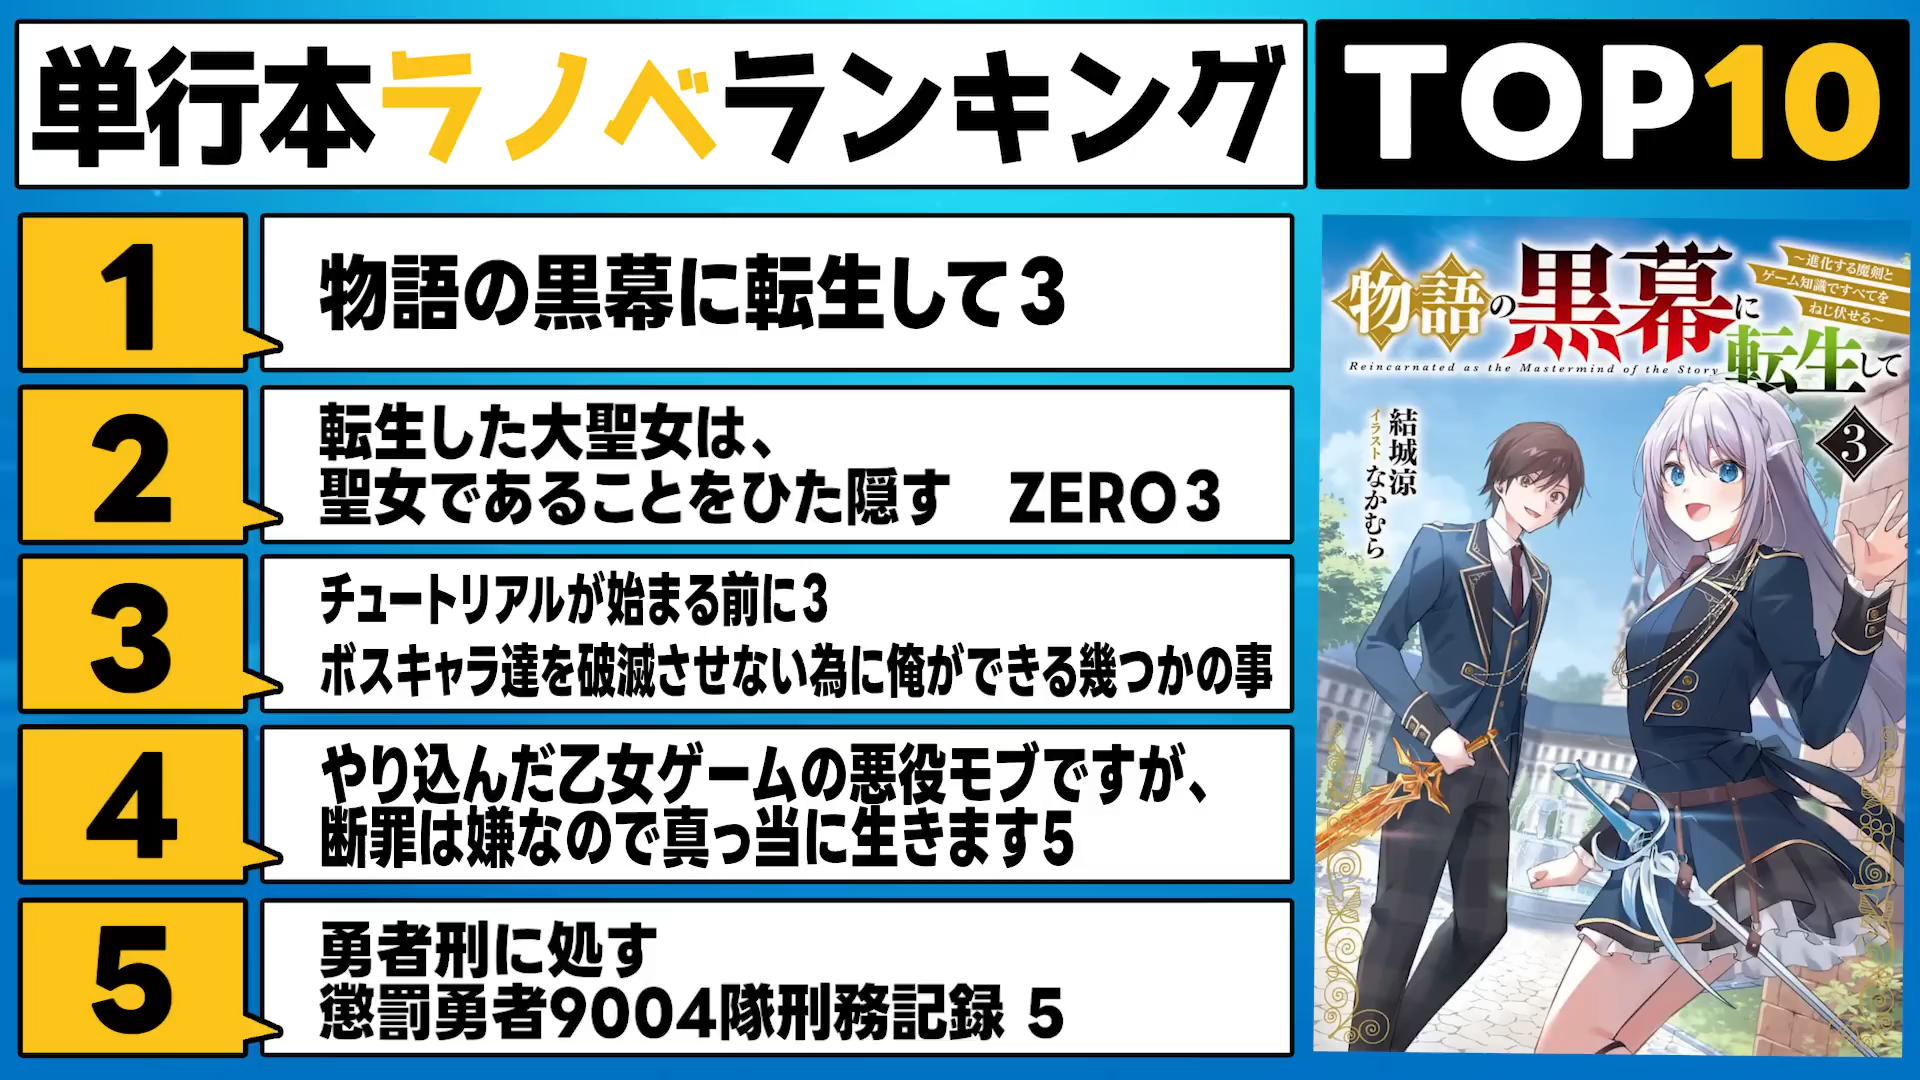 単行本ラノベランキング
TOP10
1
物語の黒幕に転生して3
2
転生した大聖女は、
聖女であることをひた隠す　ZERO3
3
チュートリアルが始まる前に3
ボスキャラ達を破滅させない為に俺ができる幾つかの事
4
やり込んだ乙女ゲームの悪役モブですが、
断罪は嫌なので真っ当に生きます5
5
勇者刑に処す
懲罰勇者9004隊刑務記録 5
物語の黒幕に転生して
～進化する魔剣と
ゲーム知識ですべてを
ねじ伏せる～
Reincarnated as the Mastermind of the Story
3
結城涼
イラスト なかむら